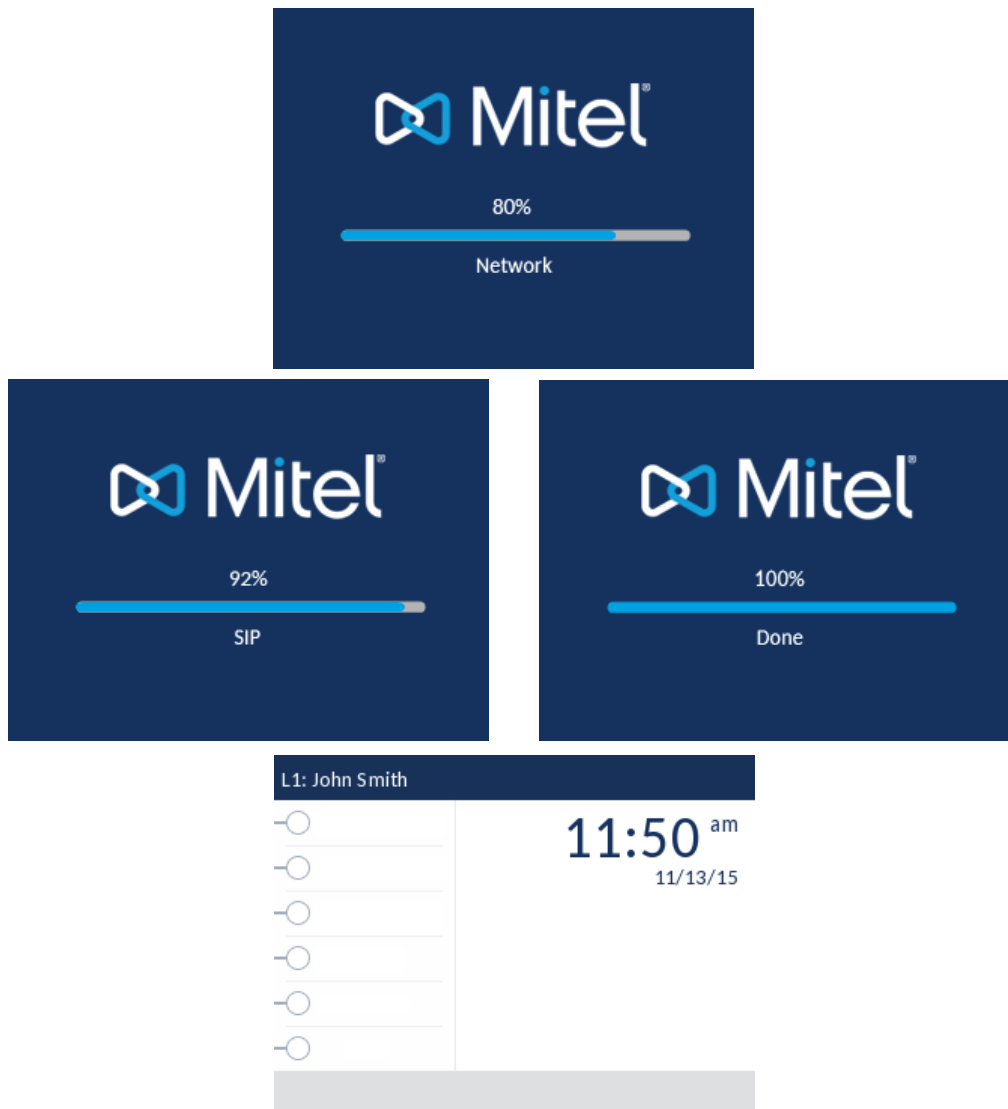 Mitel®
80%
Network
Mitel®
92%
SIP
Mitel®
100%
Done
L1: John Smith
11:50 am
11/13/15